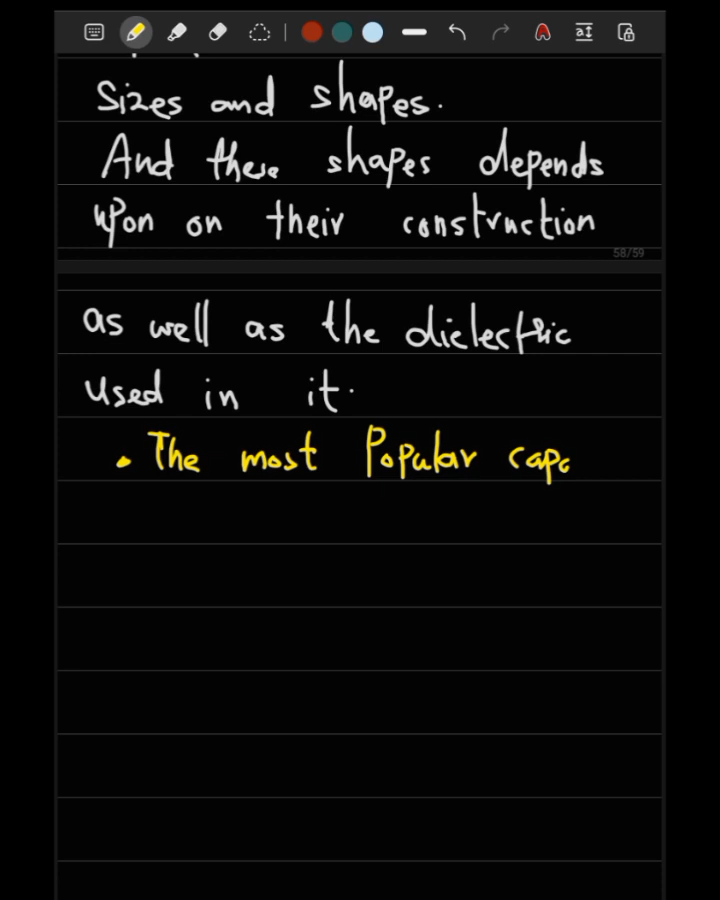 Sizes and shapes.
And these shapes depends
upon on their construction
58/59
as well as the dielectric
used in it.
• The most Popular capa